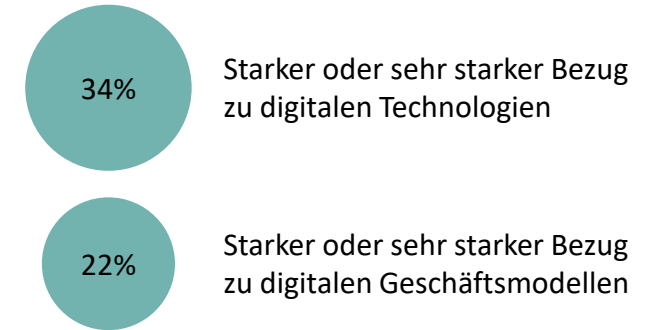 34%
Starker oder sehr starker Bezug
zu digitalen Technologien
22%
Starker oder sehr starker Bezug
zu digitalen Geschäftsmodellen